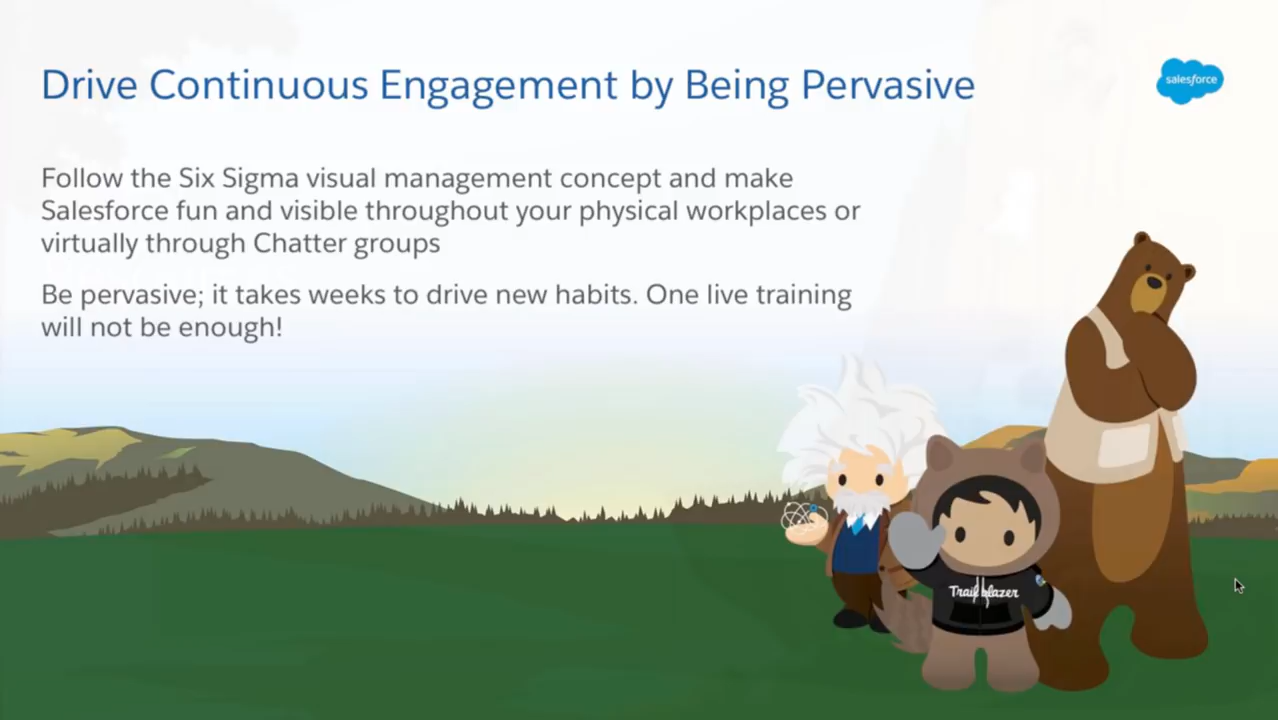 Drive Continuous Engagement by Being Pervasive
salesforce
Follow the Six Sigma visual management concept and make
Salesforce fun and visible throughout your physical workplaces or
virtually through Chatter groups
Be pervasive; it takes weeks to drive new habits. One live training
will not be enough!
Trailblazer